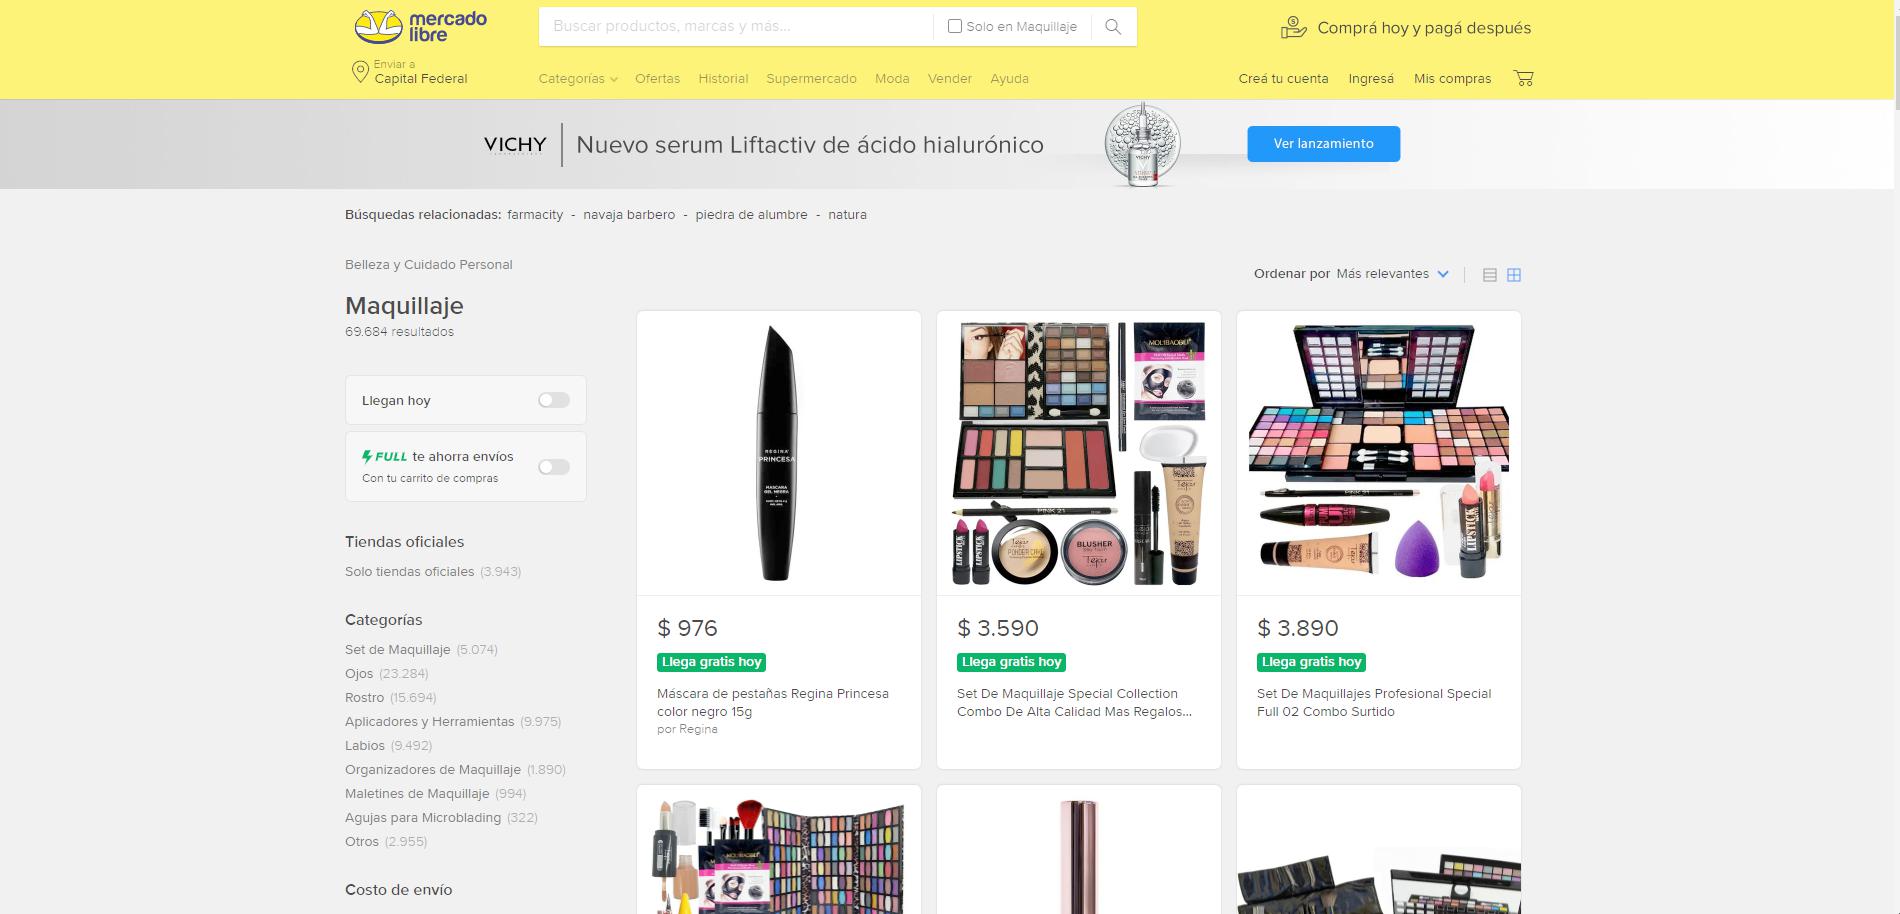 mercado
libre
Buscar productos, marcas y más...
Solo en Maquillaje
Comprá hoy y pagá después
Enviar a
Capital Federal
Categorías
Ofertas
Historial
Supermercado
Moda
Vender
Ayuda
Creá tu cuenta
Ingresá
Mis compras
VICHY
Nuevo serum Liftactiv de ácido hialurónico
VICHY
Ver lanzamiento
Búsquedas relacionadas: farmacity - navaja barbero - piedra de alumbre - natura
Belleza y Cuidado Personal
Ordenar por Más relevantes
Maquillaje
69.684 resultados
Llegan hoy
FULL te ahorra envíos
Con tu carrito de compras
Tiendas oficiales
Solo tiendas oficiales (3.943)
Categorías
Set de Maquillaje (5.074)
Ojos (23.284)
Rostro (15.694)
Aplicadores y Herramientas (9.975)
Labios (9.492)
Organizadores de Maquillaje (1.890)
Maletines de Maquillaje (994)
Agujas para Microblading (322)
Otros (2.955)
Costo de envío
REGINA
PRINCESA
MÁSCARA
GEL NEGRA
$ 976
Llega gratis hoy
Máscara de pestañas Regina Princesa
color negro 15g
por Regina
MOLIBAOBEI
PINK 21
LIPSTICK
LIPSTICK
POWDER CAKE
BLUSHER
Tejar
$ 3.590
Llega gratis hoy
Set De Maquillaje Special Collection
Combo De Alta Calidad Mas Regalos...
PINK 21
LIPSTICK
$ 3.890
Llega gratis hoy
Set De Maquillajes Profesional Special
Full 02 Combo Surtido
MOLIBAOBEI